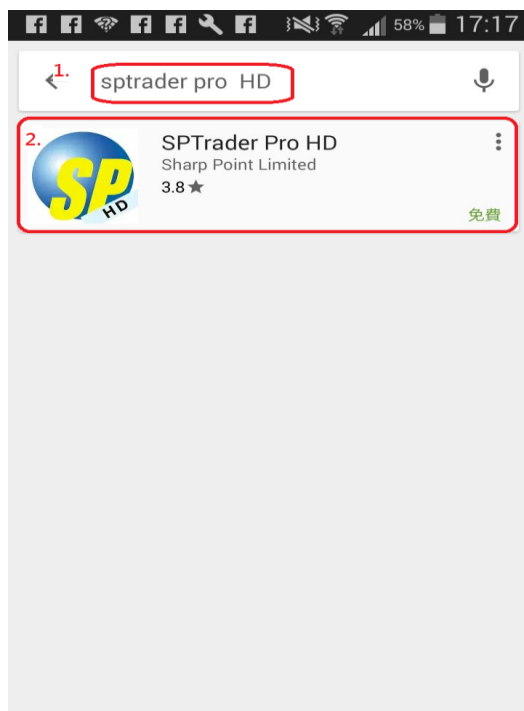 58% 17:17
1. sptrader pro HD
2. SPTrader Pro HD
SP HD
Sharp Point Limited
3.8★
免費